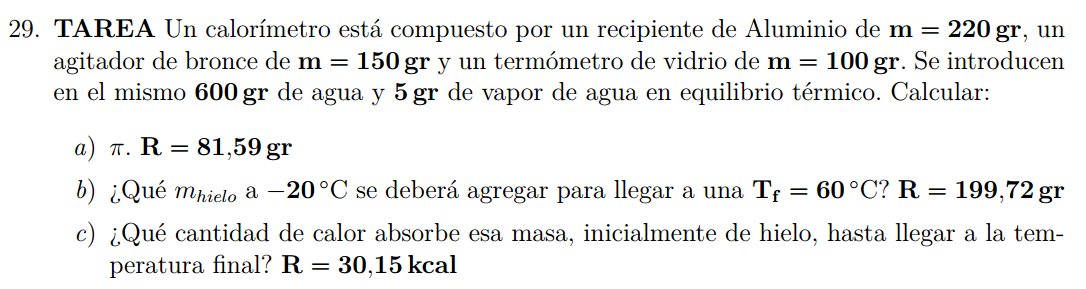 29. TAREA Un calorímetro está compuesto por un recipiente de Aluminio de m = 220 gr, un
agitador de bronce de m = 150 gr y un termómetro de vidrio de m = 100 gr. Se introducen
en el mismo 600 gr de agua y 5 gr de vapor de agua en equilibrio térmico. Calcular:
a) π. R = 81,59 gr
b) ¿Qué m_{hielo} a −20 °C se deberá agregar para llegar a una T_f = 60 °C? R = 199,72 gr
c) ¿Qué cantidad de calor absorbe esa masa, inicialmente de hielo, hasta llegar a la tem-
peratura final? R = 30,15 kcal